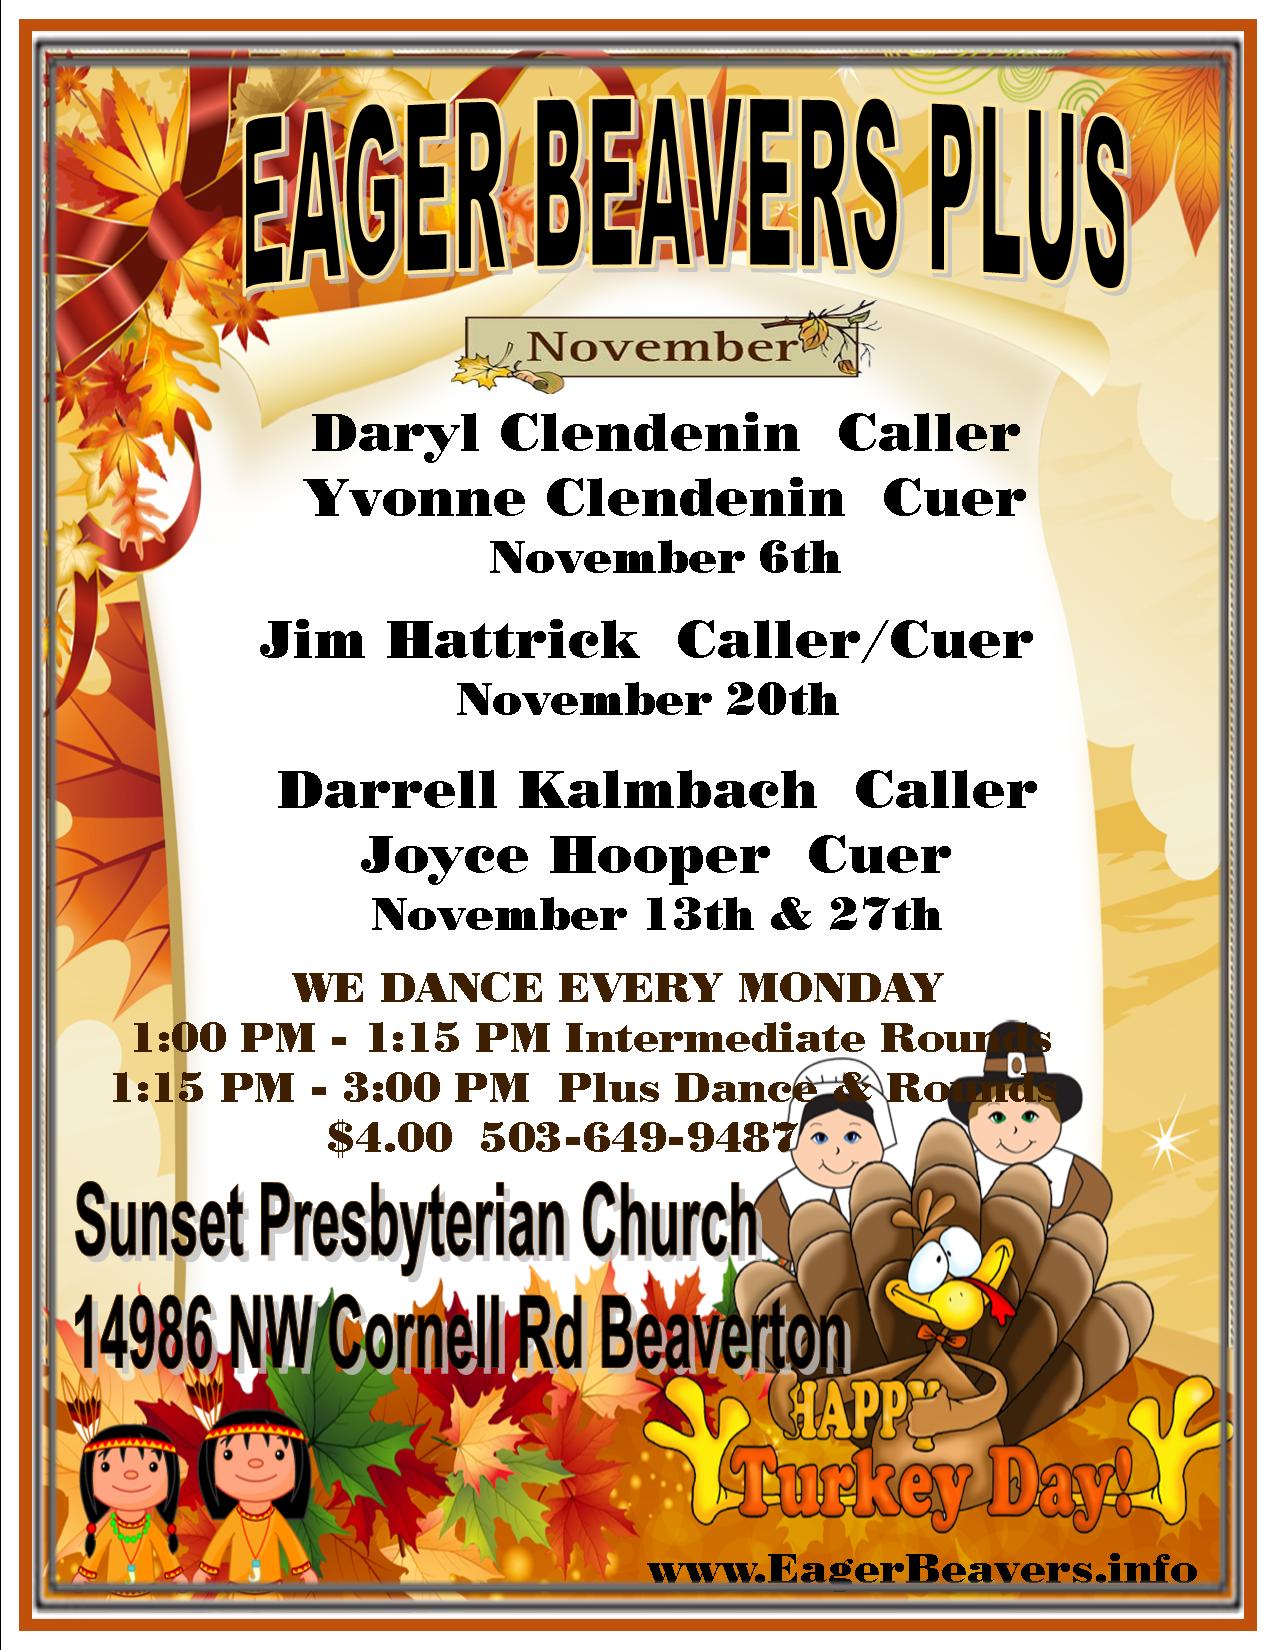 EAGER BEAVERS PLUS
November
Daryl Clendenin Caller
Yvonne Clendenin Cuer
November 6th
Jim Hattrick Caller/Cuer
November 20th
Darrell Kalmbach Caller
Joyce Hooper Cuer
November 13th & 27th
WE DANCE EVERY MONDAY
1:00 PM - 1:15 PM Intermediate Rounds
1:15 PM - 3:00 PM Plus Dance & Rounds
$4.00 503-649-9487
Sunset Presbyterian Church
14986 NW Cornell Rd Beaverton
HAPPY
Turkey Day!
www.EagerBeavers.info